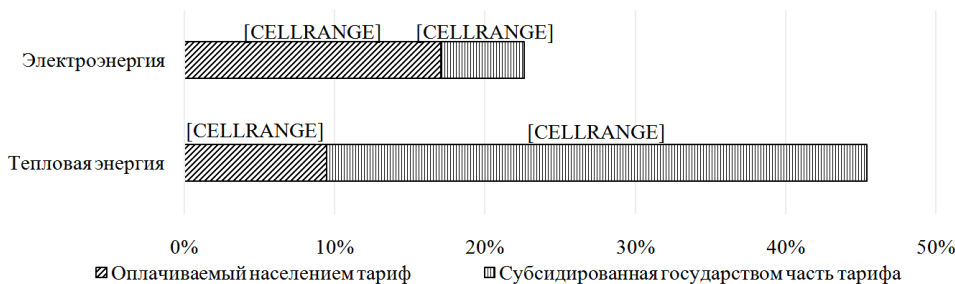 [CELLRANGE] [CELLRANGE]
Электроэнергия
[CELLRANGE] [CELLRANGE]
Тепловая энергия
0% 10% 20% 30% 40% 50%
Оплачиваемый населением тариф Субсидированная государством часть тарифа